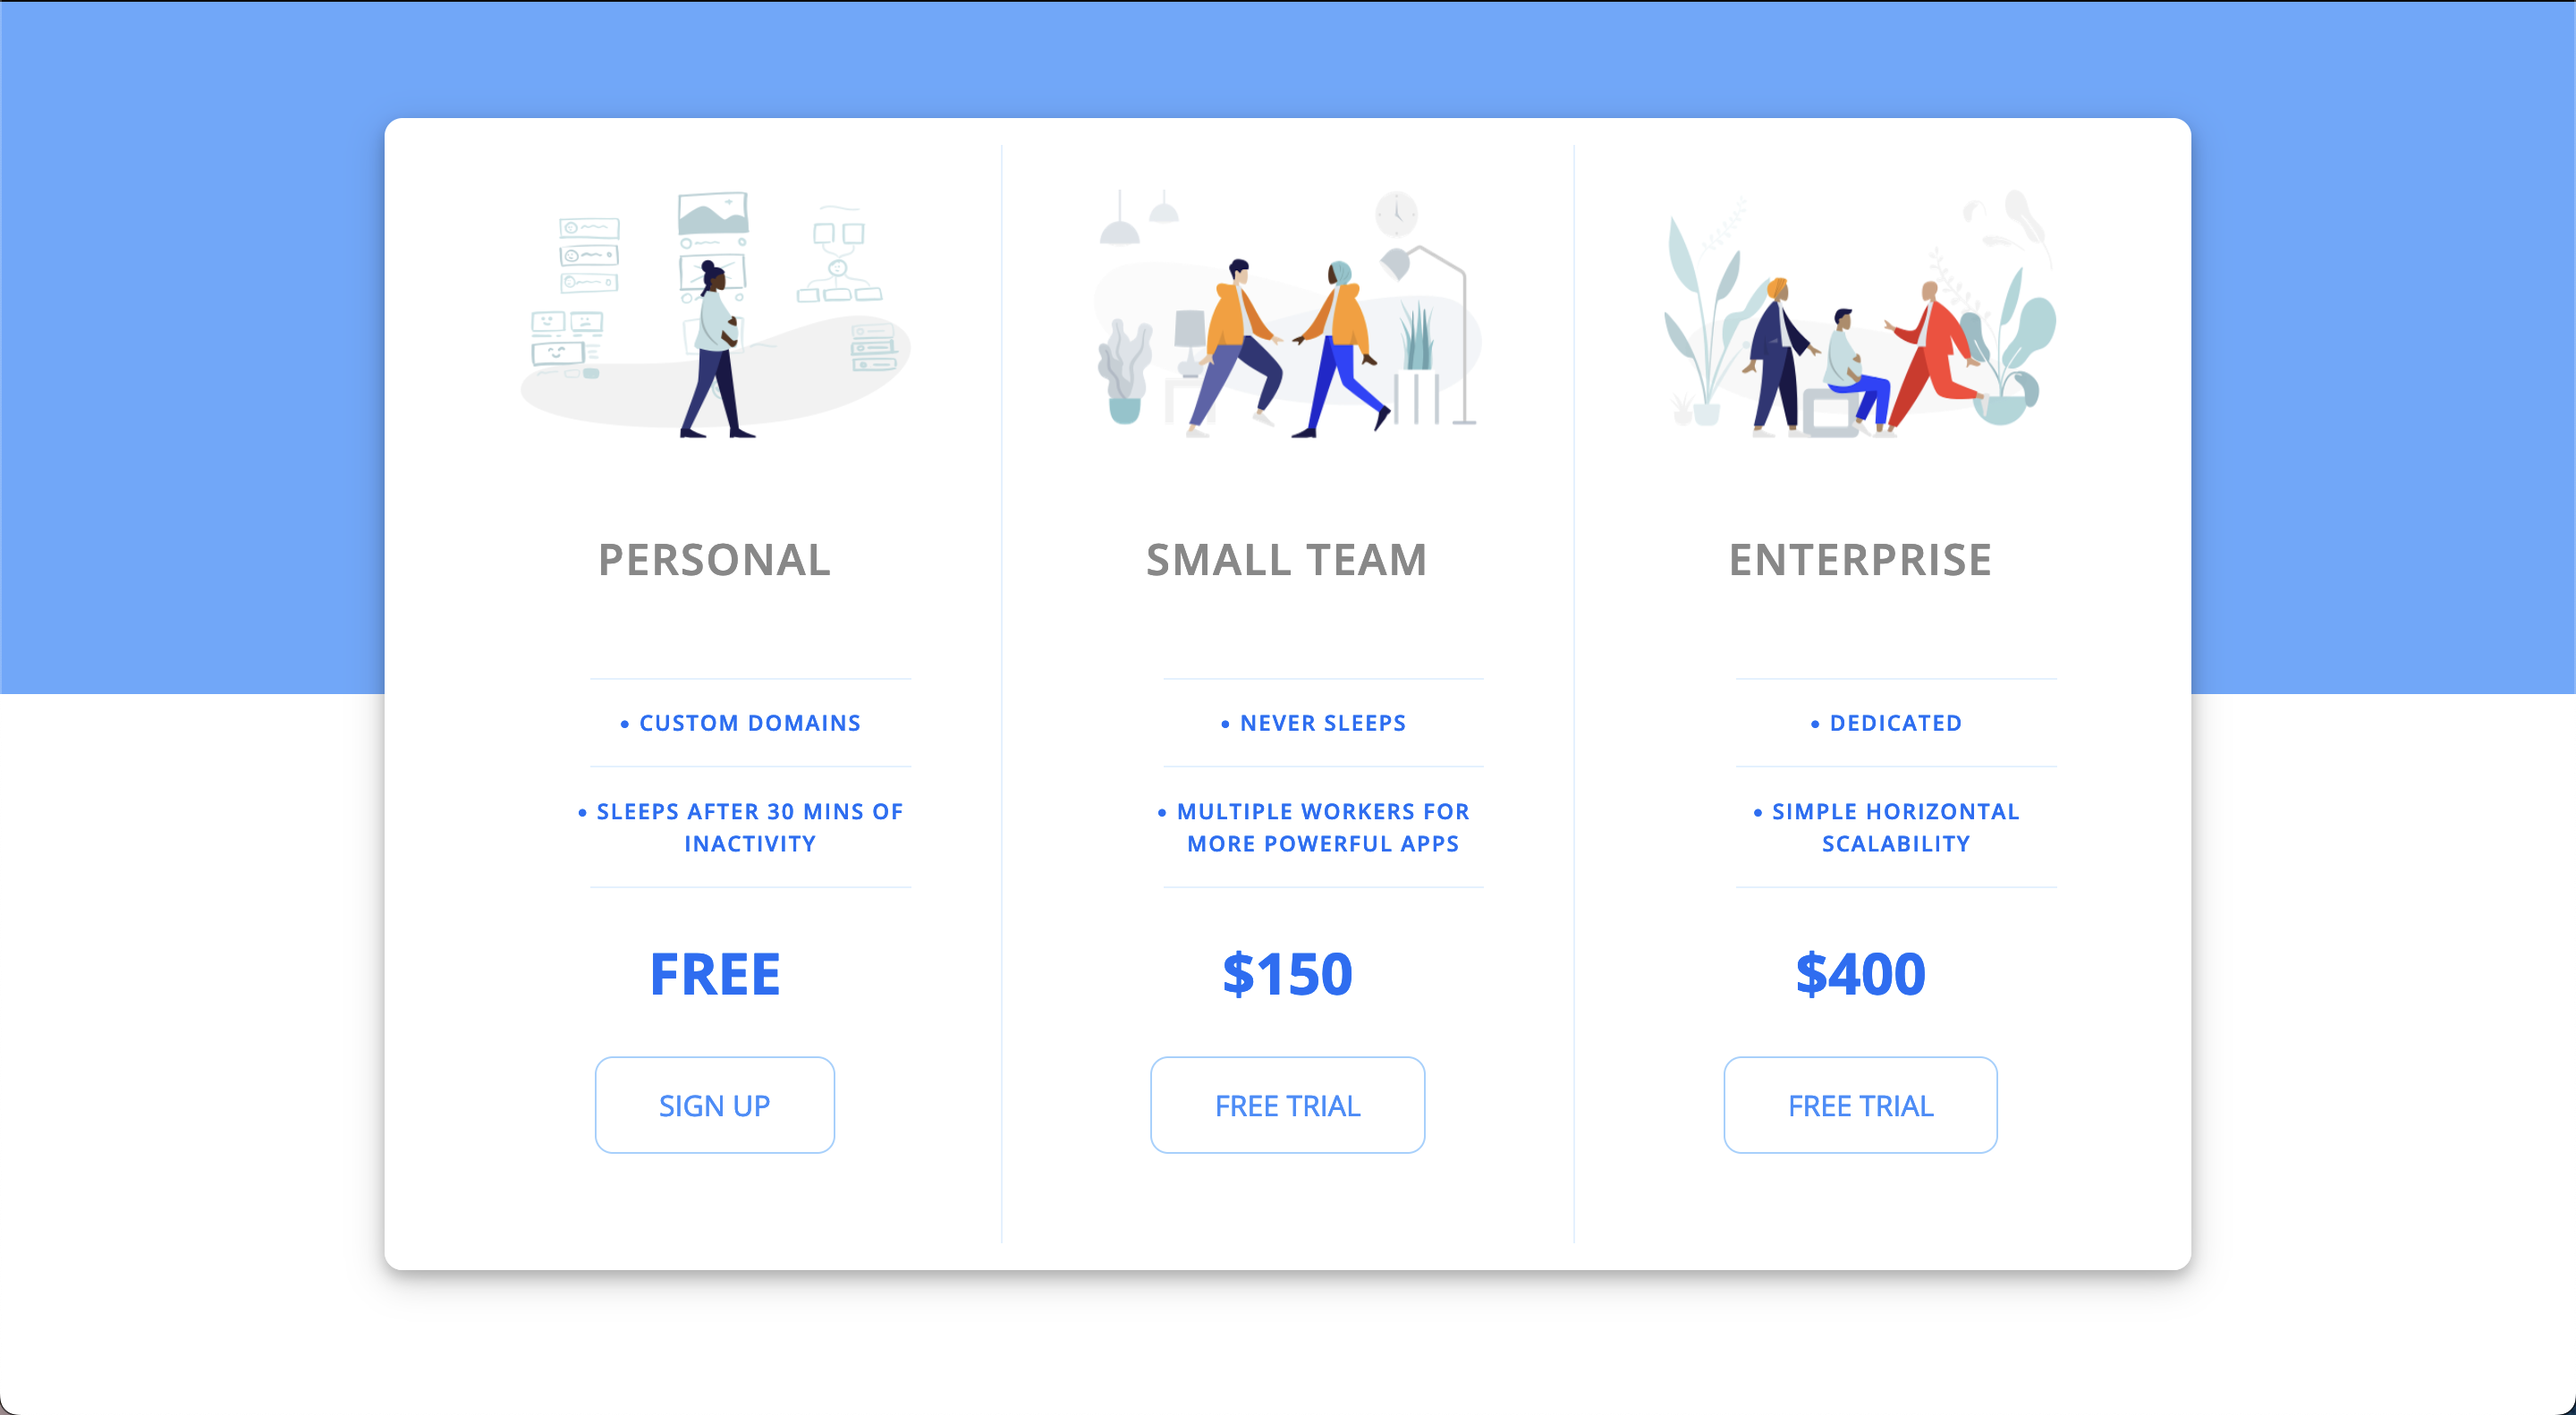 PERSONAL
• CUSTOM DOMAINS
• SLEEPS AFTER 30 MINS OF
INACTIVITY
FREE
SIGN UP
SMALL TEAM
• NEVER SLEEPS
• MULTIPLE WORKERS FOR
MORE POWERFUL APPS
$150
FREE TRIAL
ENTERPRISE
• DEDICATED
• SIMPLE HORIZONTAL
SCALABILITY
$400
FREE TRIAL